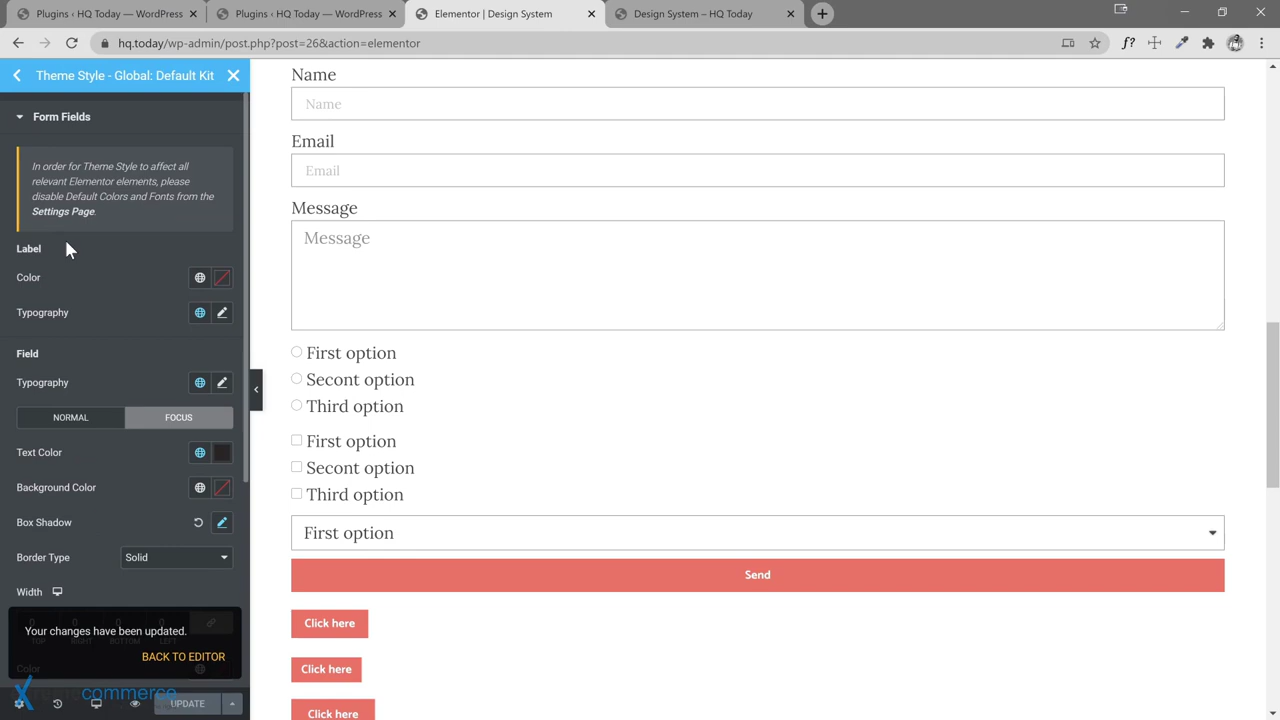 Plugins ‹ HQ Today — WordPress
Plugins ‹ HQ Today — WordPress
Elementor | Design System
Design System – HQ Today
hq.today/wp-admin/post.php?post=26&action=elementor
Theme Style - Global: Default Kit
Form Fields
In order for Theme Style to affect all
relevant Elementor elements, please
disable Default Colors and Fonts from the
Settings Page.
Label
Color
Typography
Field
Typography
NORMAL
FOCUS
Text Color
Background Color
Box Shadow
Border Type
Solid
Width
TOP
RIGHT
BOTTOM
LEFT
Your changes have been updated.
BACK TO EDITOR
Color
commerce
UPDATE
Name
Name
Email
Email
Message
Message
First option
Secont option
Third option
First option
Secont option
Third option
First option
Send
Click here
Click here
Click here